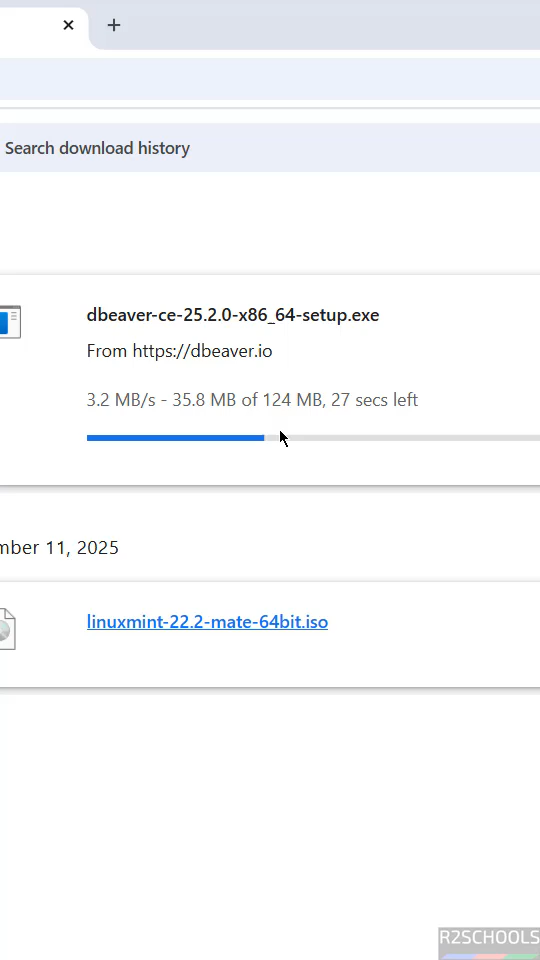 Search download history
dbeaver-ce-25.2.0-x86_64-setup.exe
From https://dbeaver.io
3.2 MB/s - 35.8 MB of 124 MB, 27 secs left
mber 11, 2025
linuxmint-22.2-mate-64bit.iso
R2SCHOOLS